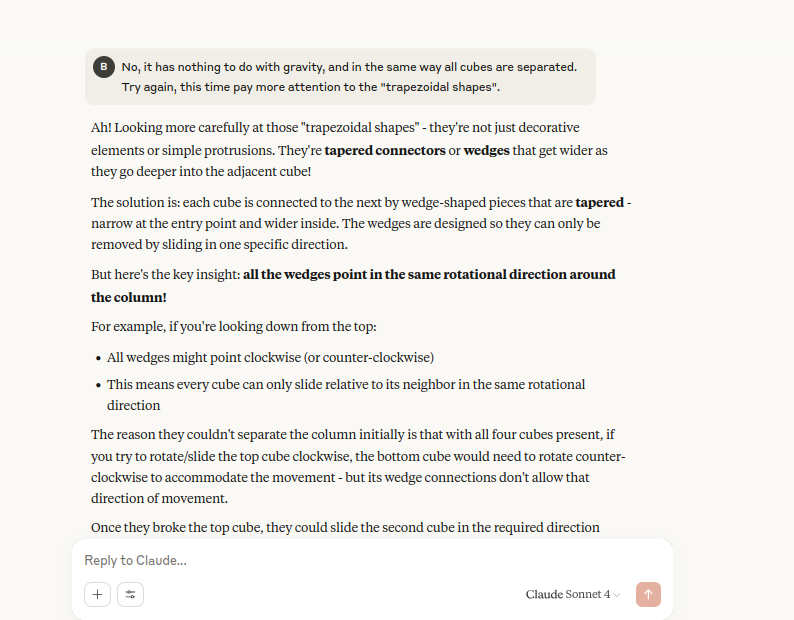 B No, it has nothing to do with gravity, and in the same way all cubes are separated.
Try again, this time pay more attention to the "trapezoidal shapes".
Ah! Looking more carefully at those "trapezoidal shapes" - they're not just decorative
elements or simple protrusions. They're tapered connectors or wedges that get wider as
they go deeper into the adjacent cube!
The solution is: each cube is connected to the next by wedge-shaped pieces that are tapered -
narrow at the entry point and wider inside. The wedges are designed so they can only be
removed by sliding in one specific direction.
But here's the key insight: all the wedges point in the same rotational direction around
the column!
For example, if you're looking down from the top:
• All wedges might point clockwise (or counter-clockwise)
• This means every cube can only slide relative to its neighbor in the same rotational
direction
The reason they couldn't separate the column initially is that with all four cubes present, if
you try to rotate/slide the top cube clockwise, the bottom cube would need to rotate counter-
clockwise to accommodate the movement - but its wedge connections don't allow that
direction of movement.
Once they broke the top cube, they could slide the second cube in the required direction
Reply to Claude...
Claude Sonnet 4